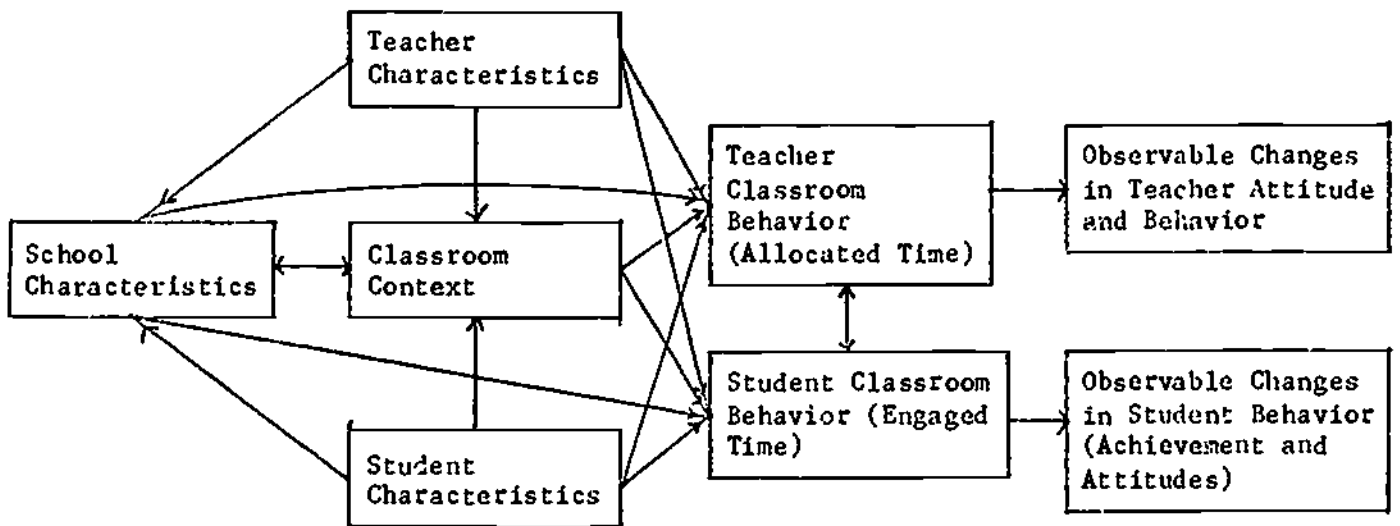 Teacher
Characteristics
Teacher
Classroom
Behavior
(Allocated Time)
Observable Changes
in Teacher Attitude
and Behavior
School
Characteristics
Classroom
Context
Student Classroom
Behavior (Engaged
Time)
Observable Changes
in Student Behavior
(Achievement and
Attitudes)
Student
Characteristics